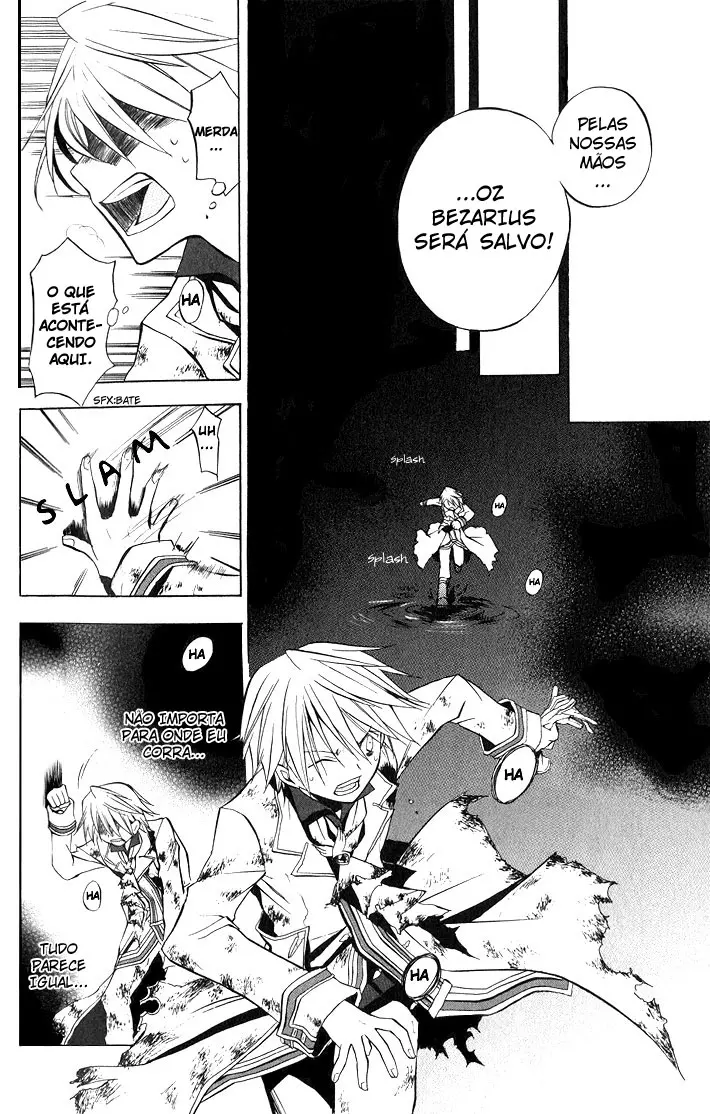 PELAS
NOSSAS
MÃOS
...
...OZ
BEZARIUS
SERÁ SALVO!
splash
HA
splash
HA
HA
HA
MERDA
...
O QUE
ESTÁ
ACONTE-
CENDO
AQUI.
HA
SFX:BATE
UH
...
SLAM
HA
NÃO IMPORTA
PARA ONDE EU
CORRA...
HA
TUDO
PARECE
IGUAL...